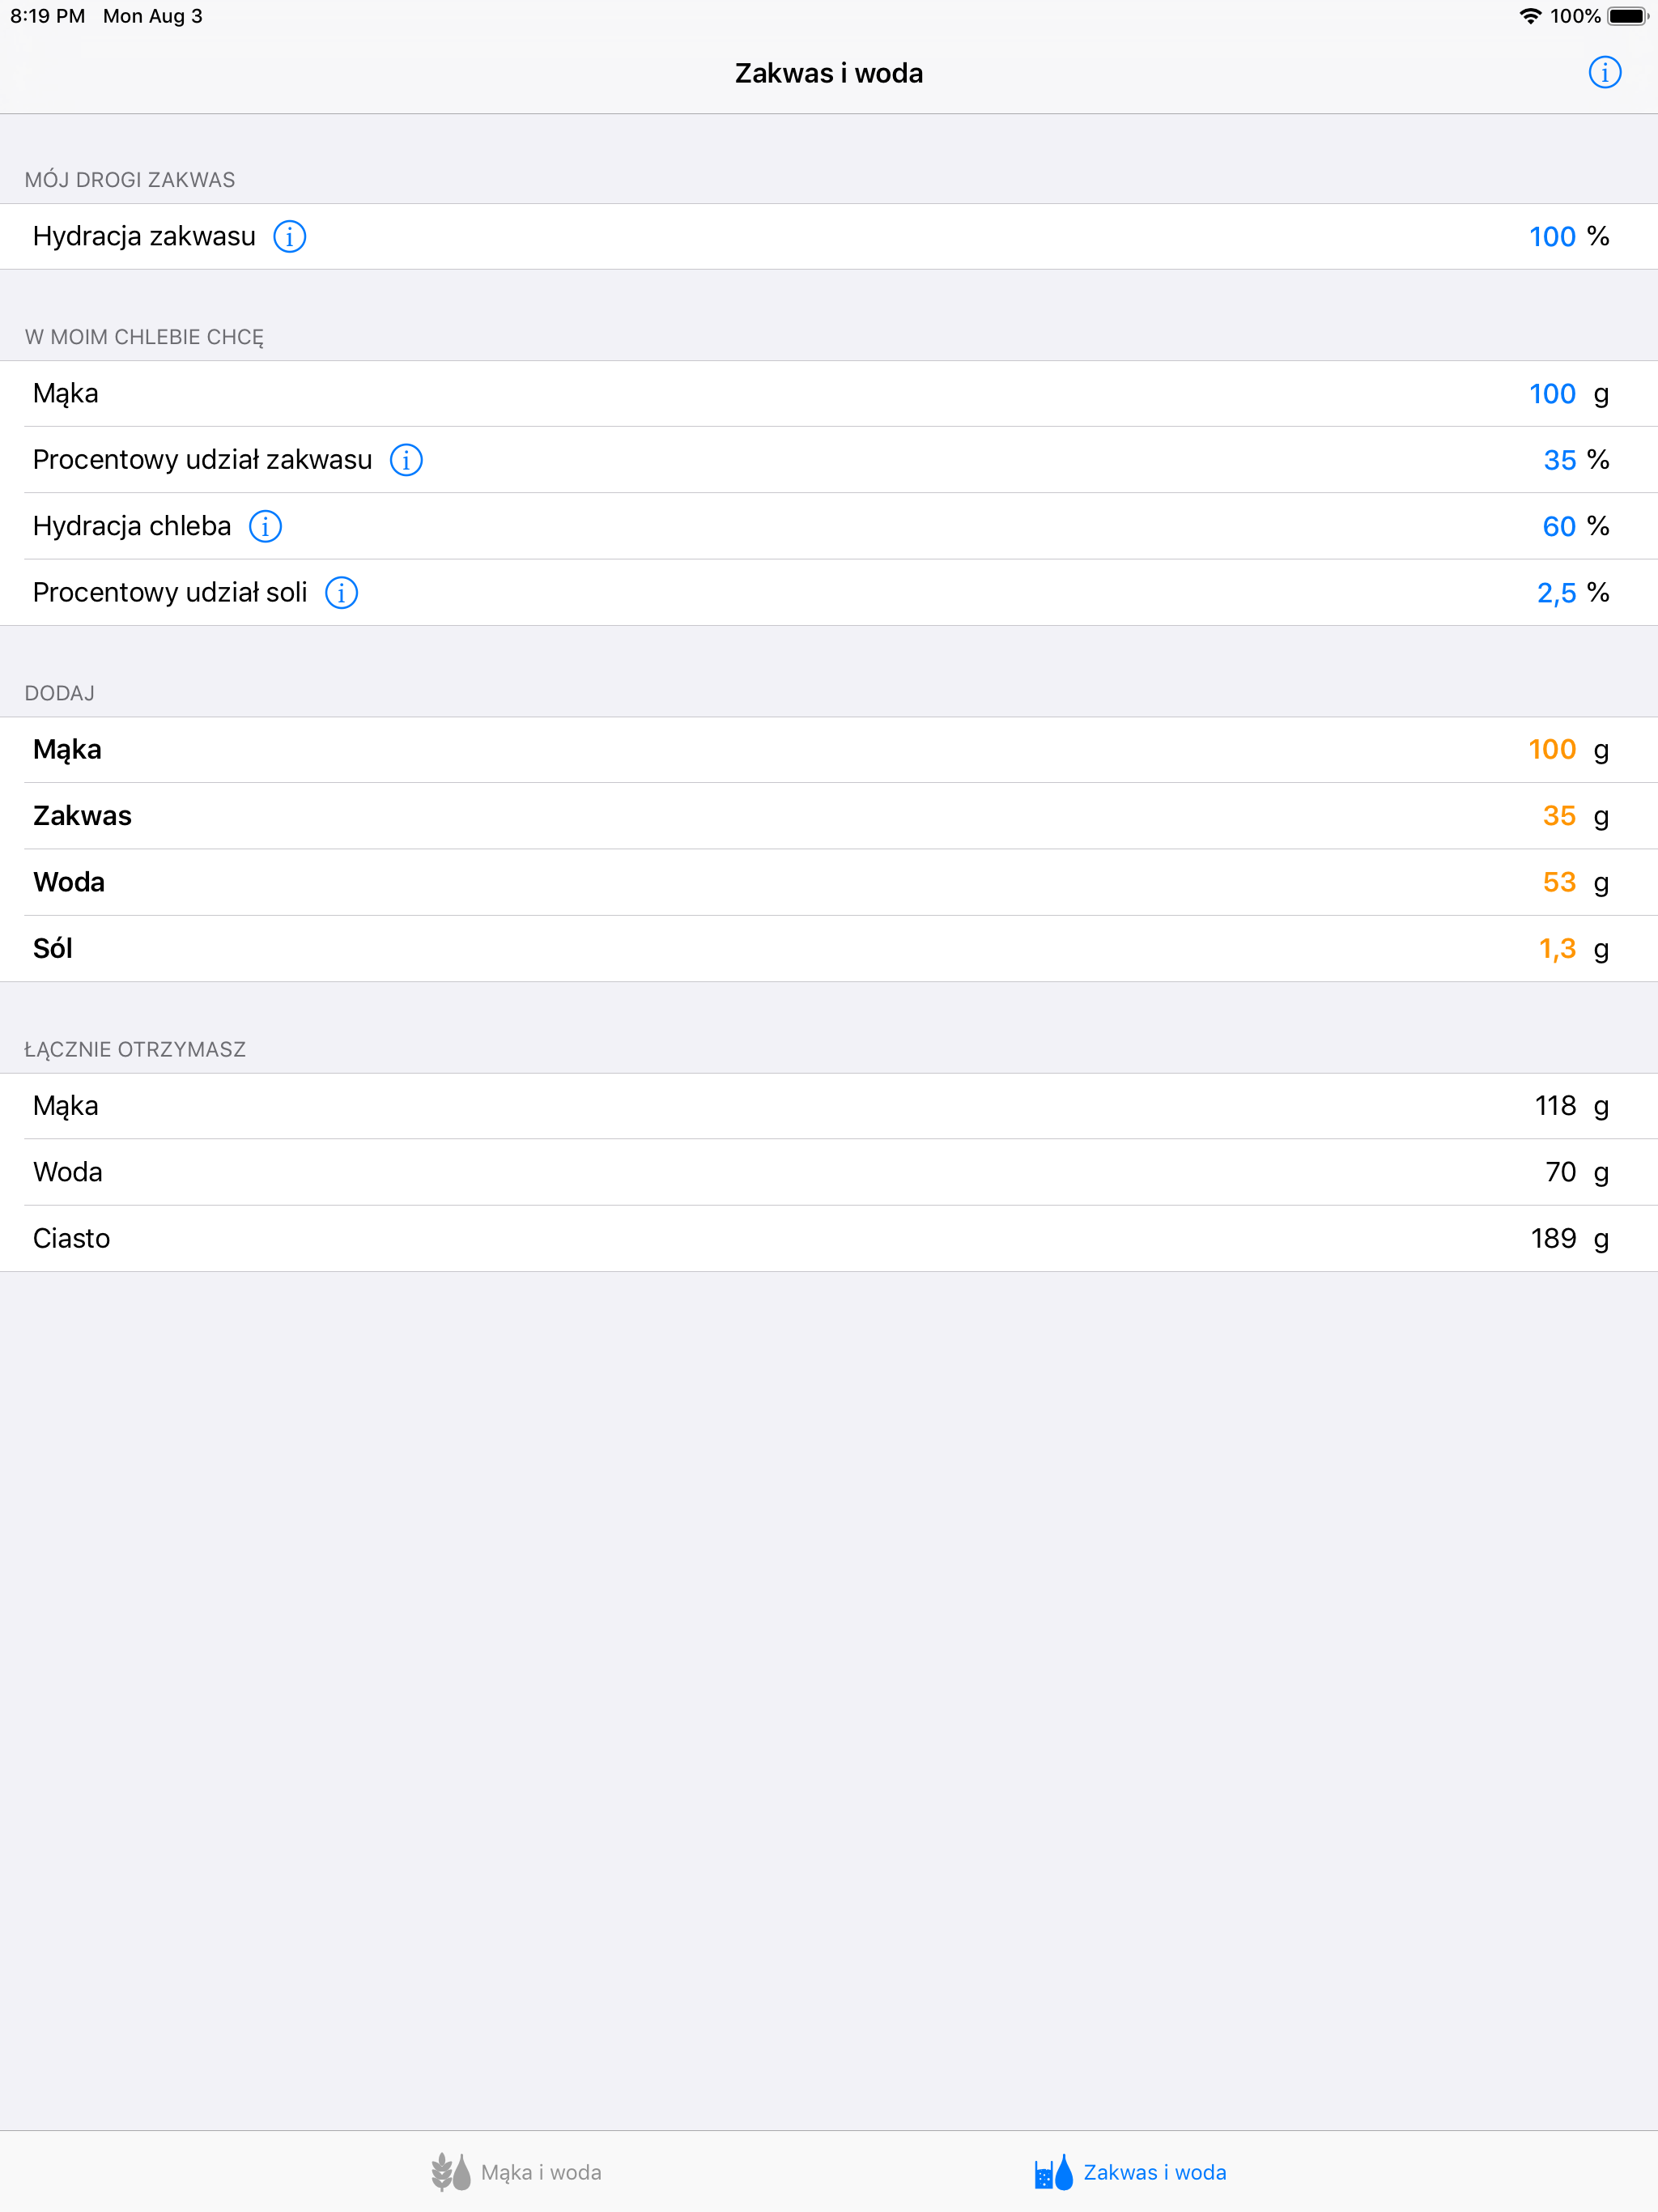 8:19 PM Mon Aug 3 100%
Zakwas i woda
MÓJ DROGI ZAKWAS
Hydracja zakwasu 100 %
W MOIM CHLEBIE CHCĘ
Mąka 100 g
Procentowy udział zakwasu 35 %
Hydracja chleba 60 %
Procentowy udział soli 2,5 %
DODAJ
Mąka 100 g
Zakwas 35 g
Woda 53 g
Sól 1,3 g
ŁĄCZNIE OTRZYMASZ
Mąka 118 g
Woda 70 g
Ciasto 189 g
Mąka i woda Zakwas i woda